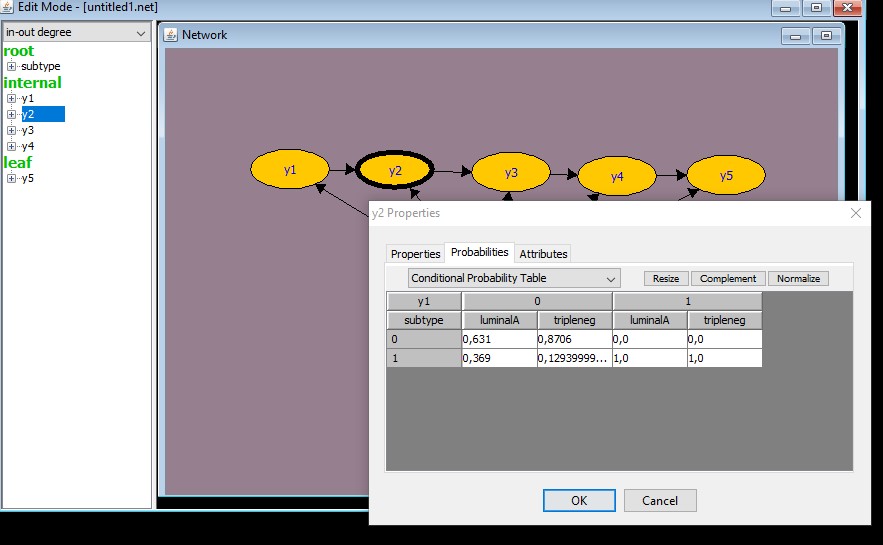 Edit Mode - [untitled1.net]
in-out degree
root
subtype
internal
y1
y2
y3
y4
leaf
y5
Network
y1
y2
y3
y4
y5
y2 Properties
Properties Probabilities Attributes
Conditional Probability Table Resize Complement Normalize
y1 0 1
subtype luminalA tripleneg luminalA tripleneg
0 0,631 0,8706 0,0 0,0
1 0,369 0,12939999... 1,0 1,0
OK Cancel